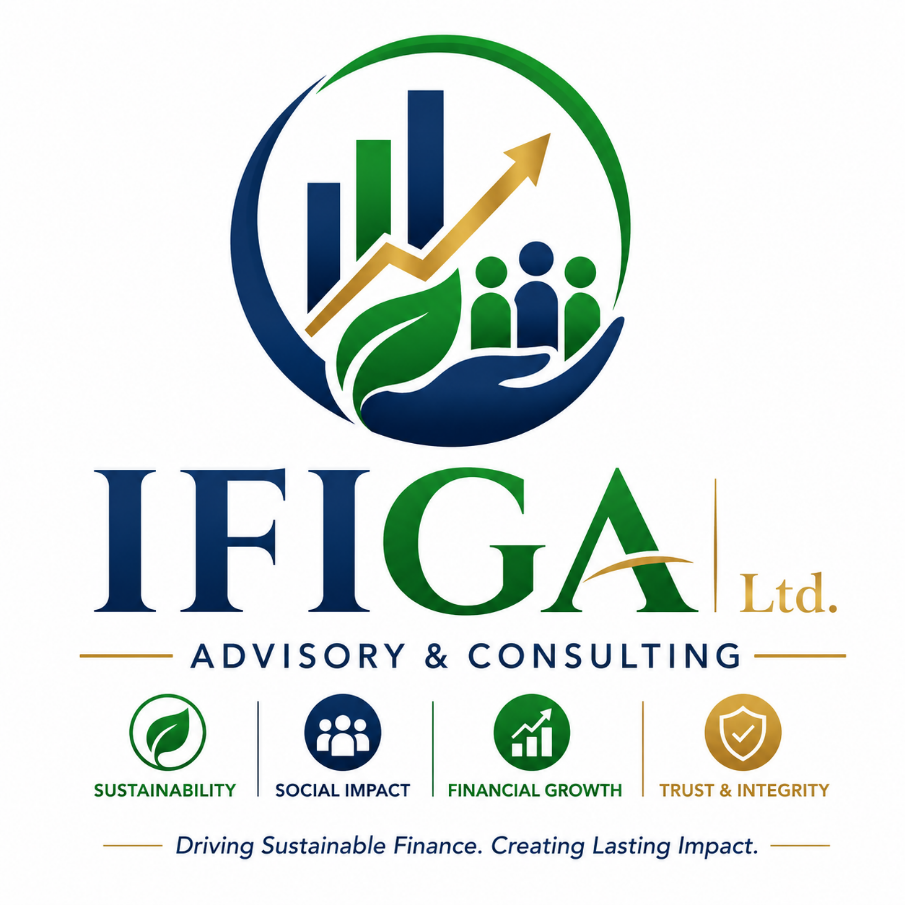 IFIGA Ltd.
ADVISORY & CONSULTING
SUSTAINABILITY SOCIAL IMPACT FINANCIAL GROWTH TRUST & INTEGRITY
Driving Sustainable Finance. Creating Lasting Impact.